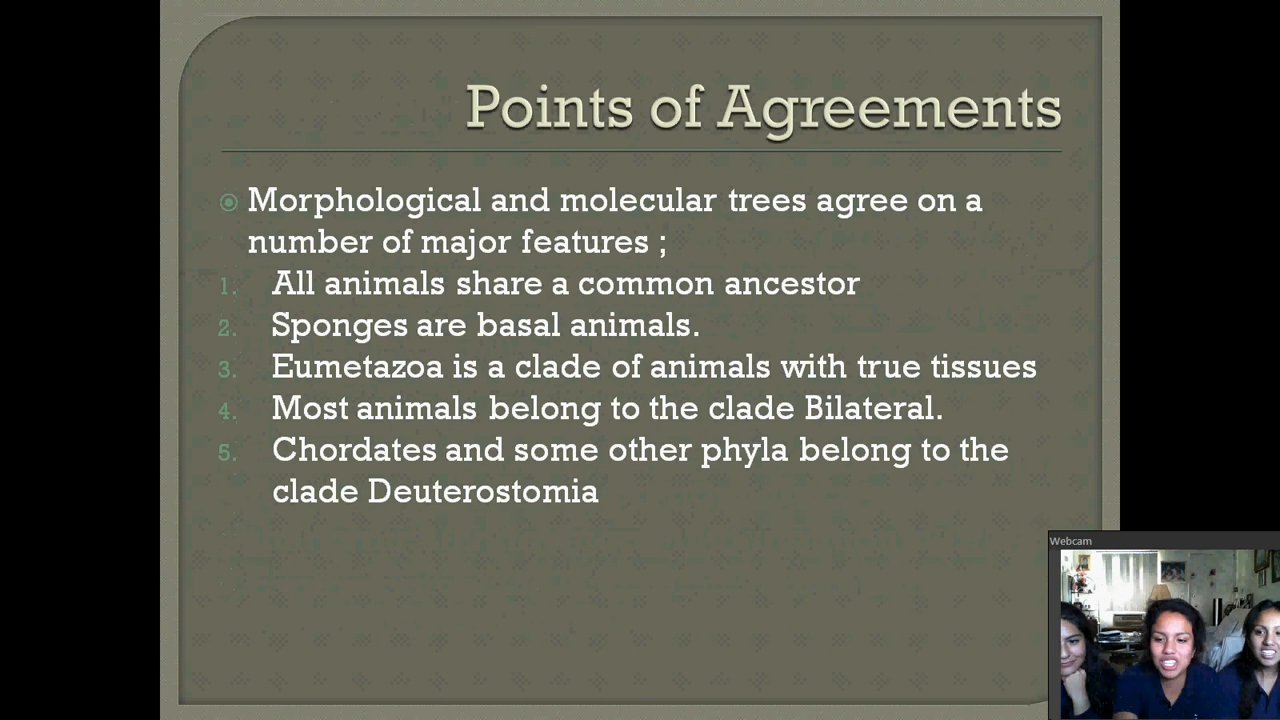 Points of Agreements
Morphological and molecular trees agree on a
number of major features ;
1. All animals share a common ancestor
2. Sponges are basal animals.
3. Eumetazoa is a clade of animals with true tissues
4. Most animals belong to the clade Bilateral.
5. Chordates and some other phyla belong to the
clade Deuterostomia
Webcam